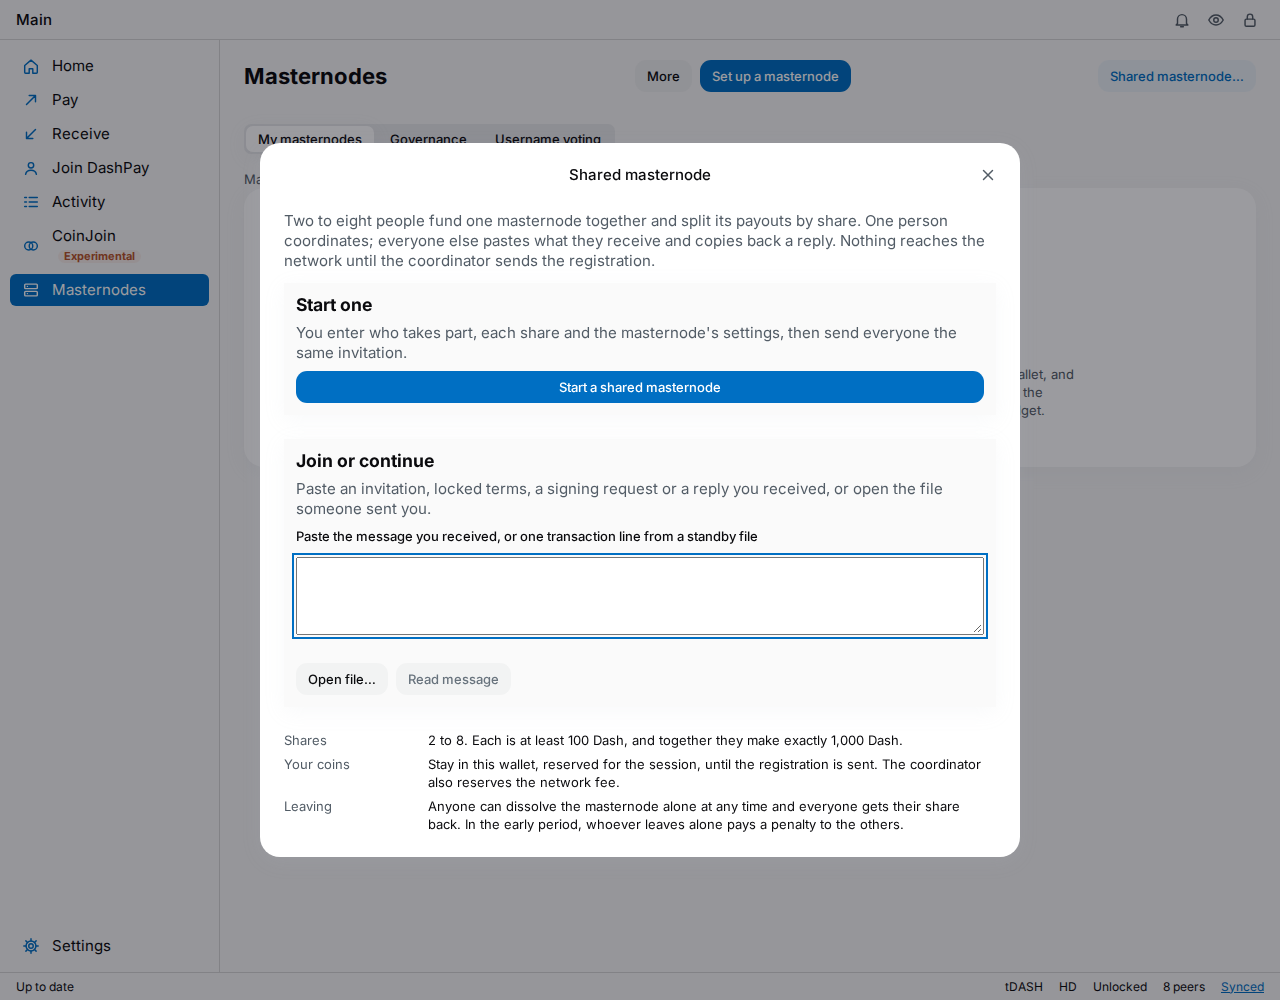 Main
Home
Pay
Receive
Join DashPay
Activity
CoinJoin
Experimental
Masternodes
Settings
Masternodes
More
Set up a masternode
Shared masternode...
My masternodes
Governance
Username voting
Shared masternode
Two to eight people fund one masternode together and split its payouts by share. One person
coordinates; everyone else pastes what they receive and copies back a reply. Nothing reaches the
network until the coordinator sends the registration.
Start one
You enter who takes part, each share and the masternode's settings, then send everyone the
same invitation.
Start a shared masternode
Join or continue
Paste an invitation, locked terms, a signing request or a reply you received, or open the file
someone sent you.
Paste the message you received, or one transaction line from a standby file
Open file...
Read message
Shares
2 to 8. Each is at least 100 Dash, and together they make exactly 1,000 Dash.
Your coins
Stay in this wallet, reserved for the session, until the registration is sent. The coordinator
also reserves the network fee.
Leaving
Anyone can dissolve the masternode alone at any time and everyone gets their share
back. In the early period, whoever leaves alone pays a penalty to the others.
and
the
Up to date
tDASH
HD
Unlocked
8 peers
Synced